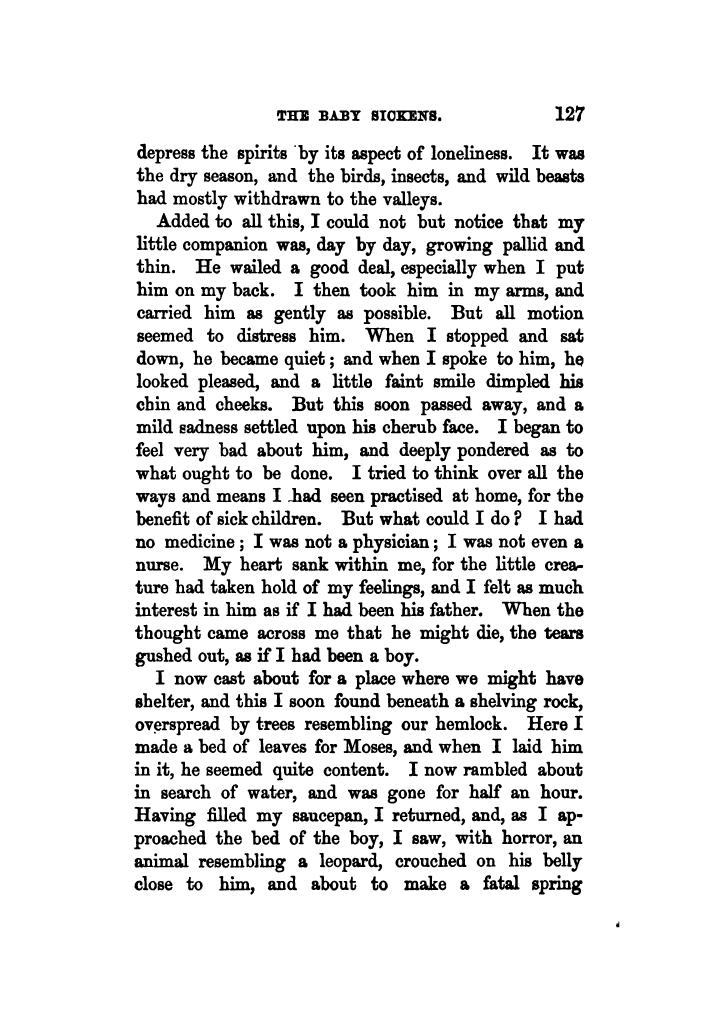 THE BABY SICKENS. 127
depress the spirits by its aspect of loneliness. It was
the dry season, and the birds, insects, and wild beasts
had mostly withdrawn to the valleys.
Added to all this, I could not but notice that my
little companion was, day by day, growing pallid and
thin. He wailed a good deal, especially when I put
him on my back. I then took him in my arms, and
carried him as gently as possible. But all motion
seemed to distress him. When I stopped and sat
down, he became quiet; and when I spoke to him, he
looked pleased, and a little faint smile dimpled his
chin and cheeks. But this soon passed away, and a
mild sadness settled upon his cherub face. I began to
feel very bad about him, and deeply pondered as to
what ought to be done. I tried to think over all the
ways and means I had seen practised at home, for the
benefit of sick children. But what could I do? I had
no medicine; I was not a physician; I was not even a
nurse. My heart sank within me, for the little crea-
ture had taken hold of my feelings, and I felt as much
interest in him as if I had been his father. When the
thought came across me that he might die, the tears
gushed out, as if I had been a boy.
I now cast about for a place where we might have
shelter, and this I soon found beneath a shelving rock,
overspread by trees resembling our hemlock. Here I
made a bed of leaves for Moses, and when I laid him
in it, he seemed quite content. I now rambled about
in search of water, and was gone for half an hour.
Having filled my saucepan, I returned, and, as I ap-
proached the bed of the boy, I saw, with horror, an
animal resembling a leopard, crouched on his belly
close to him, and about to make a fatal spring